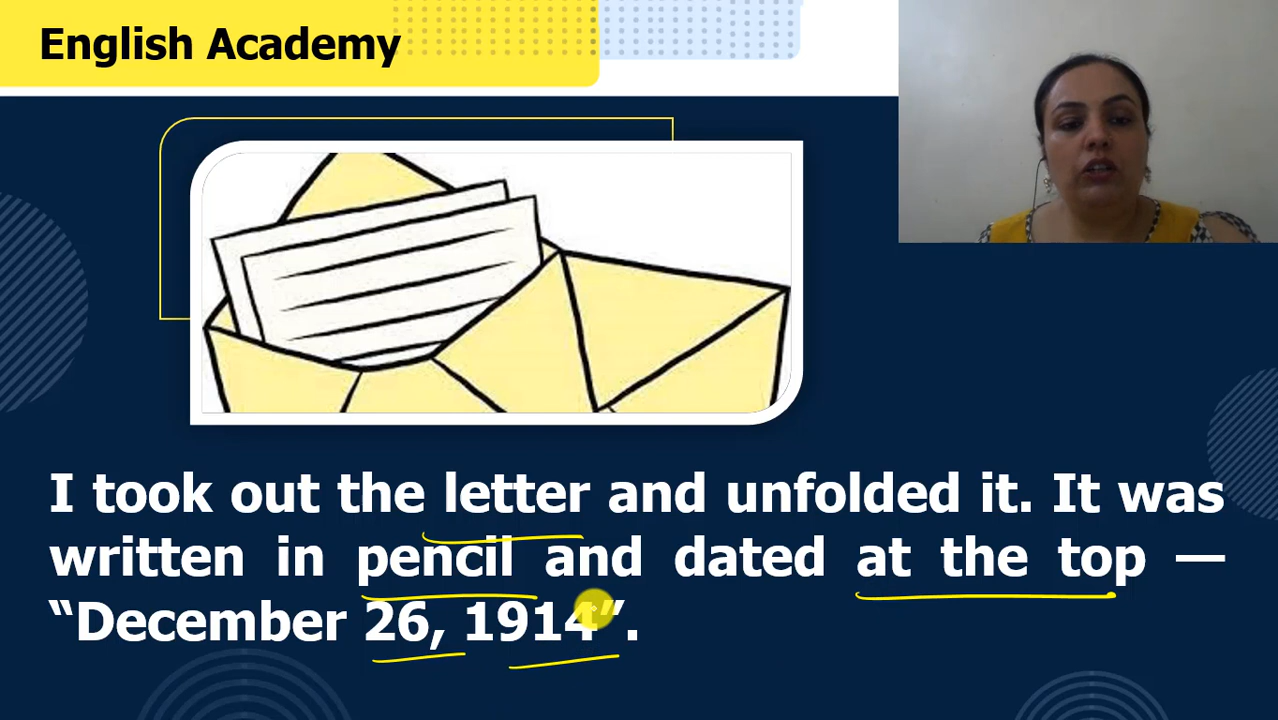 English Academy
I took out the letter and unfolded it. It was
written in pencil and dated at the top —
“December 26, 1914”.